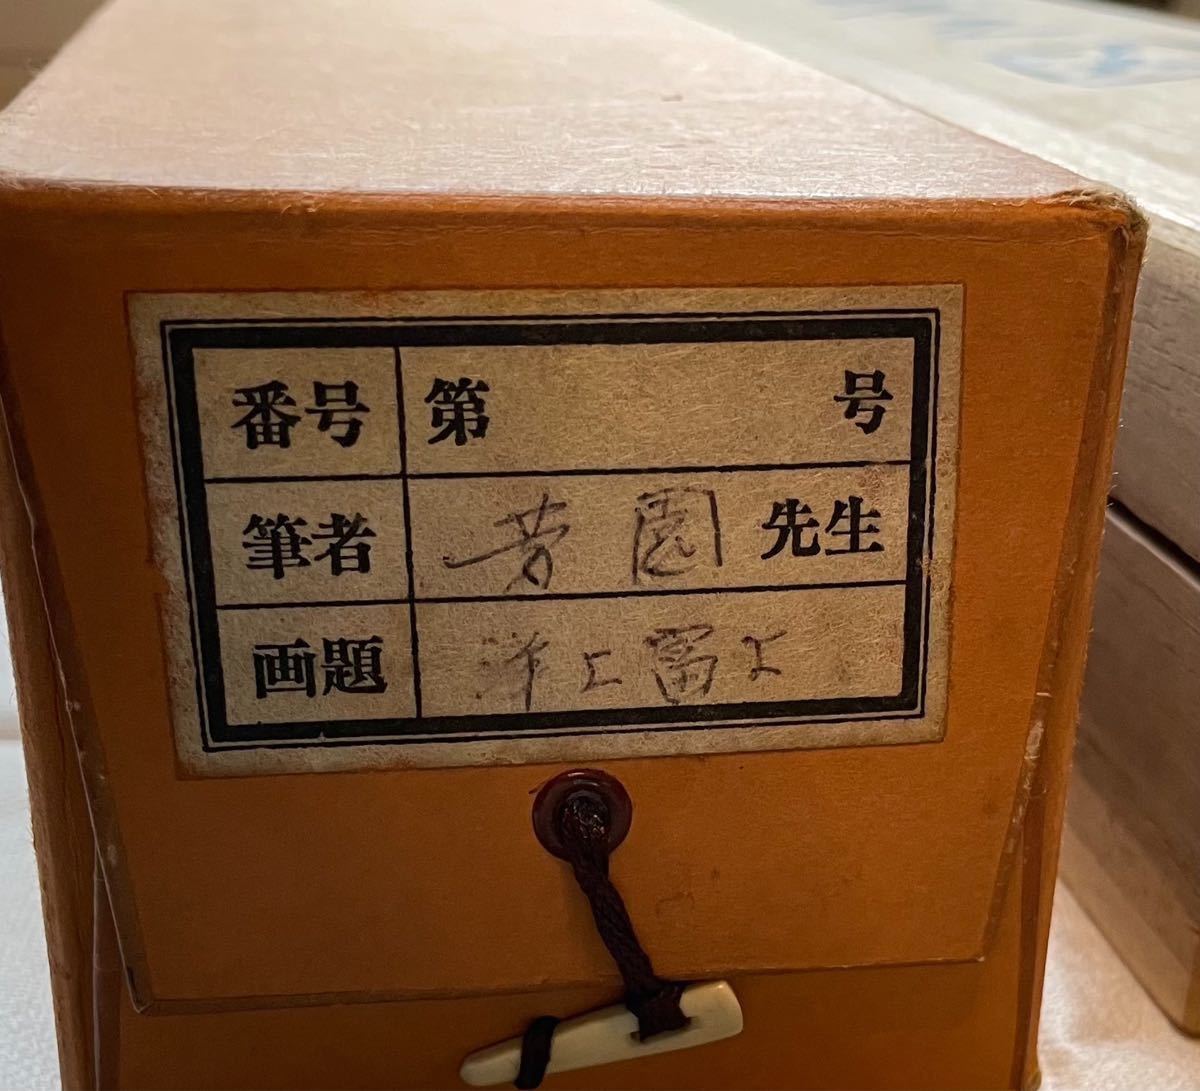 番号 第 号
筆者 芳園 先生
画題 洋上富士